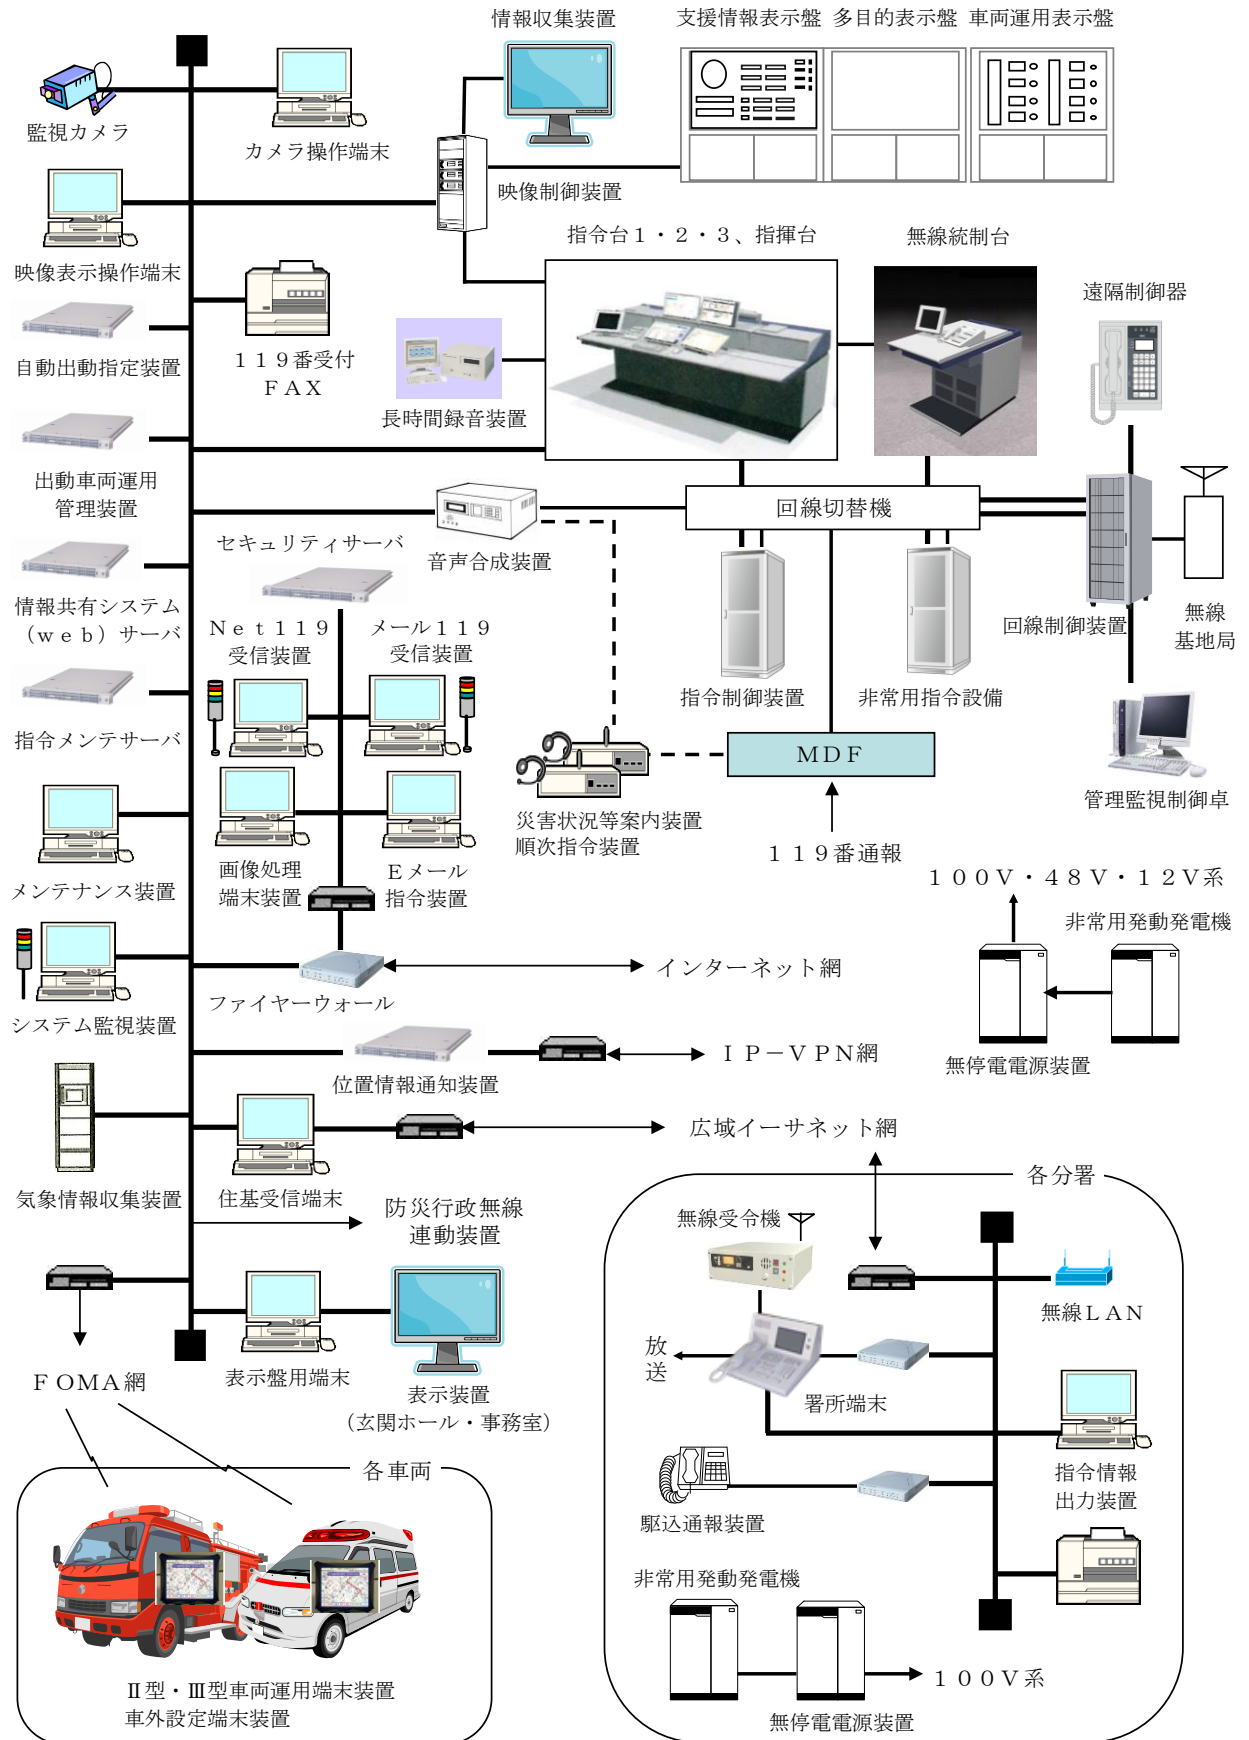 情報収集装置
支援情報表示盤 多目的表示盤 車両運用表示盤
監視カメラ
カメラ操作端末
映像制御装置
指令台１・２・３、指揮台
無線統制台
映像表示操作端末
遠隔制御器
自動出動指定装置
１１９番受付
ＦＡＸ
長時間録音装置
出動車両運用
管理装置
回線切替機
セキュリティサーバ
音声合成装置
情報共有システム
（ｗｅｂ）サーバ
Ｎｅｔ１１９
受信装置
メール１１９
受信装置
回線制御装置
無線
基地局
指令制御装置
非常用指令設備
指令メンテサーバ
ＭＤＦ
管理監視制御卓
災害状況等案内装置
順次指令装置
１１９番通報
画像処理
端末装置
Ｅメール
指令装置
メンテナンス装置
１００Ｖ・４８Ｖ・１２Ｖ系
非常用発動発電機
インターネット網
ファイヤーウォール
システム監視装置
ＩＰ－ＶＰＮ網
無停電電源装置
位置情報通知装置
広域イーサネット網
気象情報収集装置
住基受信端末
防災行政無線
連動装置
各分署
無線受令機
無線ＬＡＮ
放
送
署所端末
ＦＯＭＡ網
表示盤用端末
表示装置
（玄関ホール・事務室）
各車両
指令情報
出力装置
駆込通報装置
非常用発動発電機
１００Ｖ系
無停電電源装置
Ⅱ型・Ⅲ型車両運用端末装置
車外設定端末装置